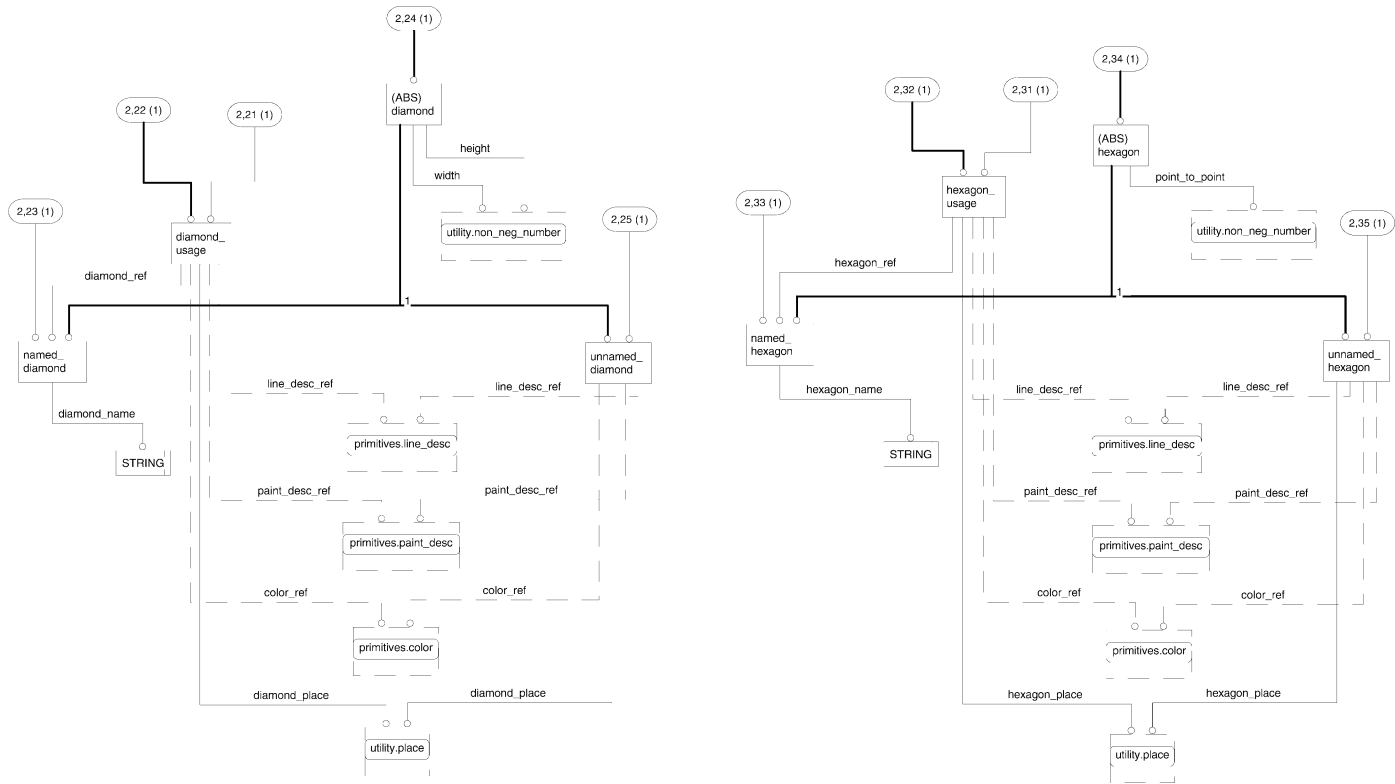 2,24 (1)
(ABS)
diamond
2,22 (1)
2,21 (1)
height
width
2,23 (1)
diamond_
usage
utility.non_neg_number
2,25 (1)
diamond_ref
1
named_
diamond
unnamed_
diamond
line_desc_ref
line_desc_ref
diamond_name
primitives.line_desc
STRING
paint_desc_ref
paint_desc_ref
primitives.paint_desc
color_ref
color_ref
primitives.color
diamond_place
diamond_place
utility.place
2,34 (1)
2,32 (1)
2,31 (1)
(ABS)
hexagon
point_to_point
hexagon_
usage
2,33 (1)
utility.non_neg_number
2,35 (1)
hexagon_ref
1
named_
hexagon
unnamed_
hexagon
hexagon_name
line_desc_ref
line_desc_ref
primitives.line_desc
STRING
paint_desc_ref
paint_desc_ref
primitives.paint_desc
color_ref
color_ref
primitives.color
hexagon_place
hexagon_place
utility.place